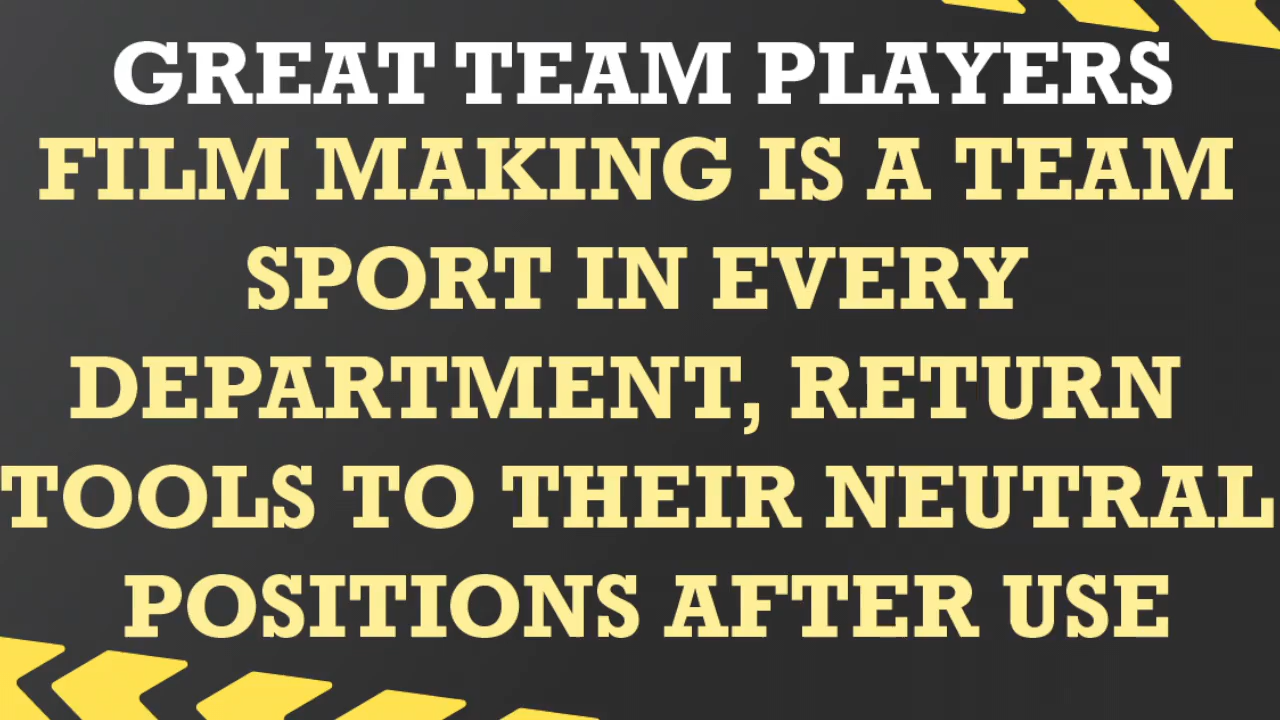 GREAT TEAM PLAYERS
FILM MAKING IS A TEAM
SPORT IN EVERY
DEPARTMENT, RETURN
TOOLS TO THEIR NEUTRAL
POSITIONS AFTER USE